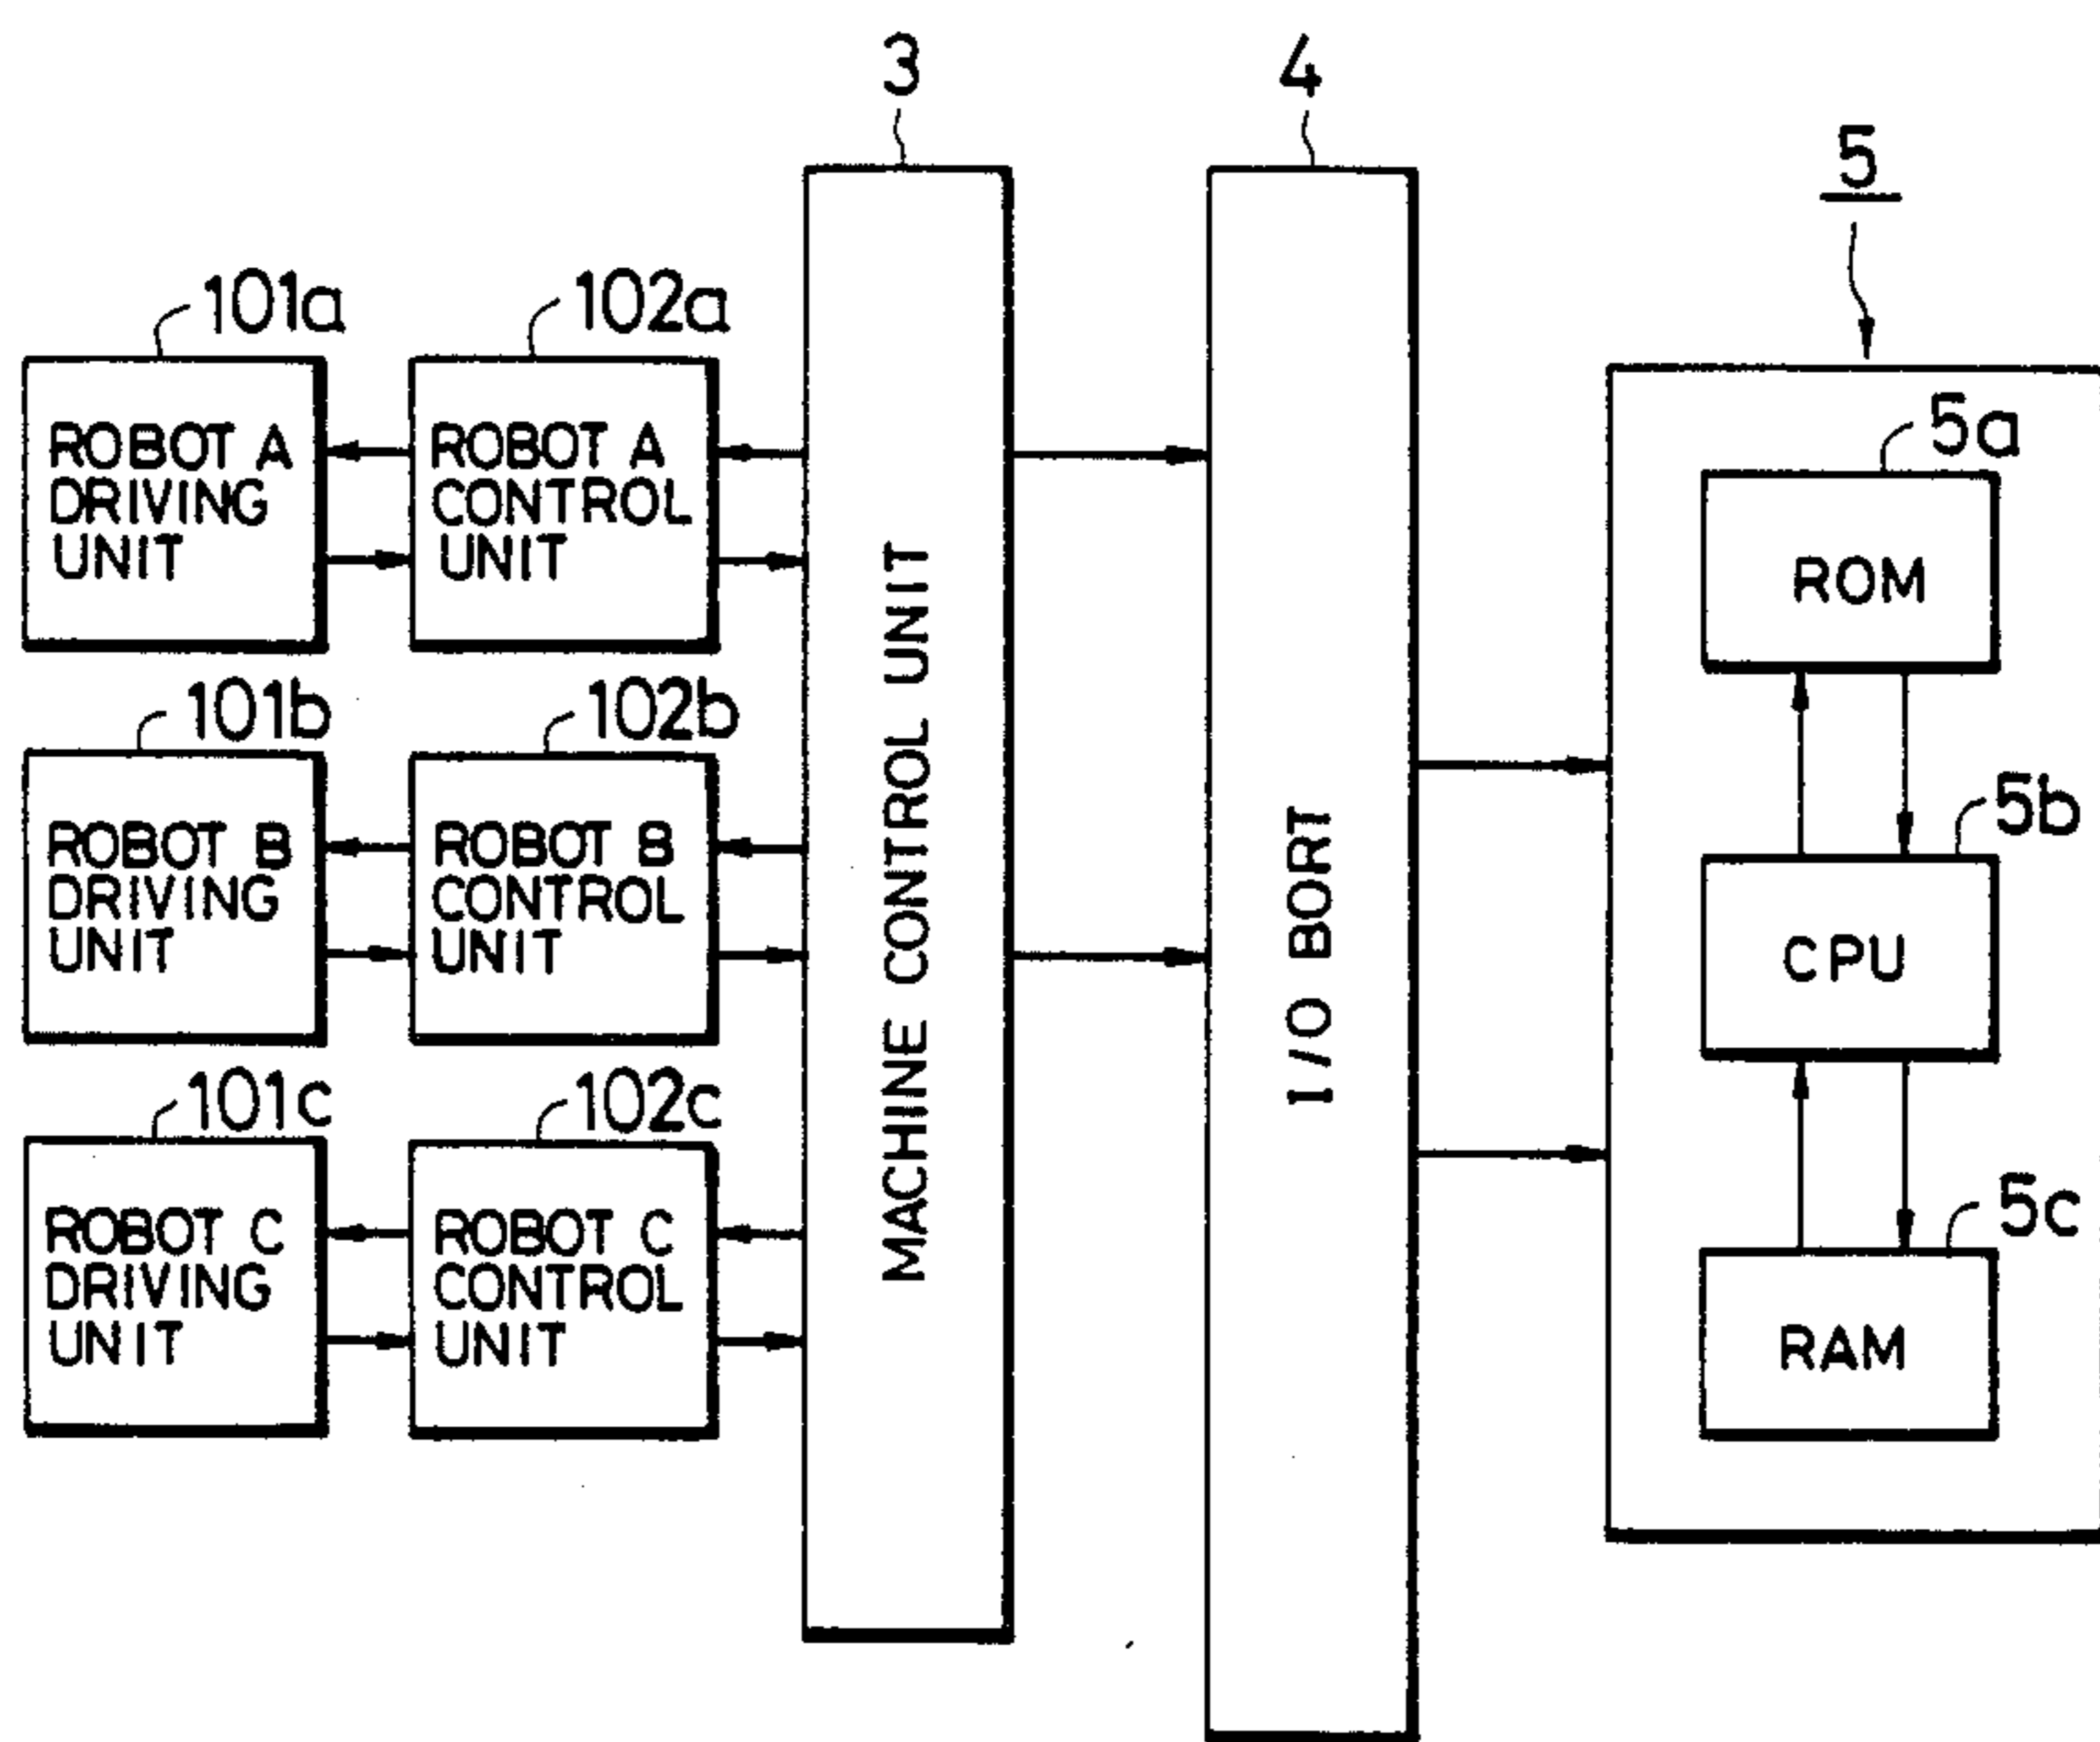 3
4
5
101a
102a
ROBOT A
DRIVING
UNIT
ROBOT A
CONTROL
UNIT
101b
102b
ROBOT B
DRIVING
UNIT
ROBOT B
CONTROL
UNIT
101c
102c
ROBOT C
DRIVING
UNIT
ROBOT C
CONTROL
UNIT
MACHINE CONTROL UNIT
I/O BORT
5a
ROM
5b
CPU
5c
RAM